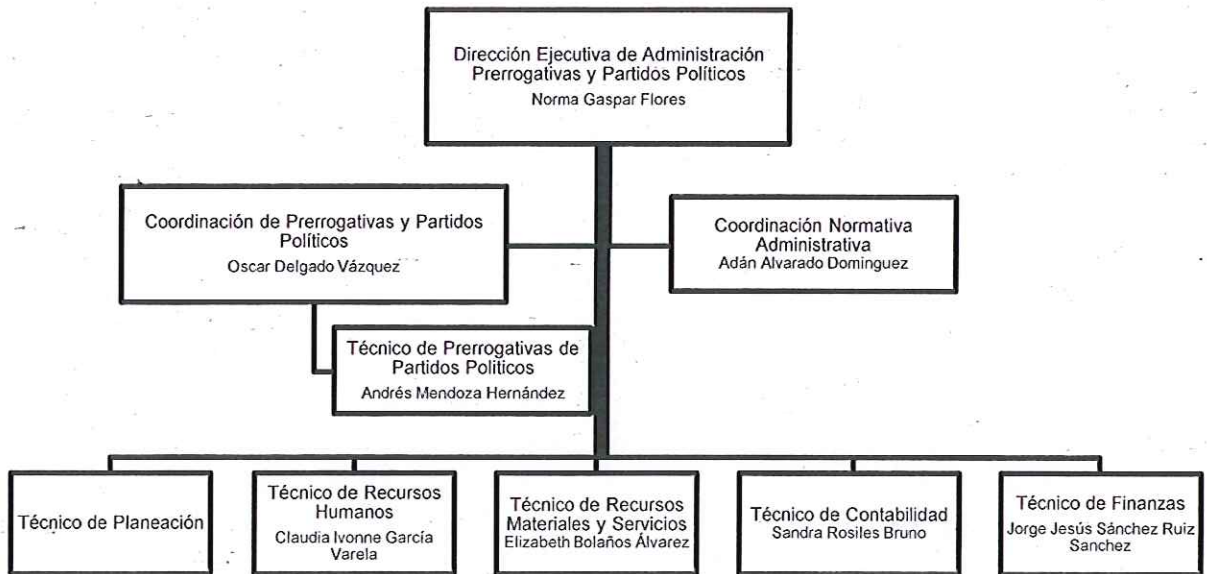 Dirección Ejecutiva de Administración
Prerrogativas y Partidos Políticos
Norma Gaspar Flores
Coordinación de Prerrogativas y Partidos
Políticos
Oscar Delgado Vázquez
Coordinación Normativa
Administrativa
Adán Alvarado Dominguez
Técnico de Prerrogativas de
Partidos Politicos
Andrés Mendoza Hernández
Técnico de Planeación
Técnico de Recursos
Humanos
Claudia Ivonne García
Varela
Técnico de Recursos
Materiales y Servicios
Elizabeth Bolaños Álvarez
Técnico de Contabilidad
Sandra Rosiles Bruno
Técnico de Finanzas
Jorge Jesús Sánchez Ruiz
Sanchez